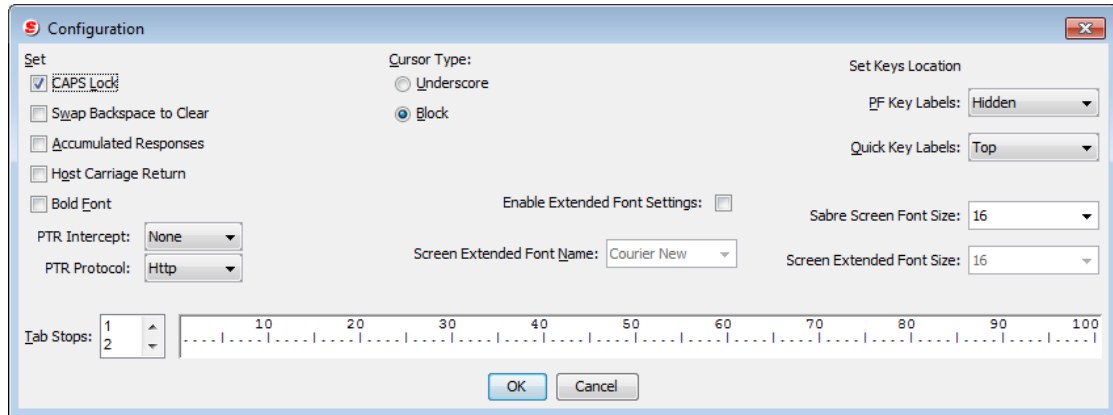 Configuration
Set
CAPS Lock
Swap Backspace to Clear
Accumulated Responses
Host Carriage Return
Bold Font
PTR Intercept: None
PTR Protocol: Http
Cursor Type:
Underscore
Block
Enable Extended Font Settings:
Screen Extended Font Name: Courier New
Set Keys Location
PF Key Labels: Hidden
Quick Key Labels: Top
Sabre Screen Font Size: 16
Screen Extended Font Size: 16
Tab Stops: 1
2
10 20 30 40 50 60 70 80 90 100
OK Cancel